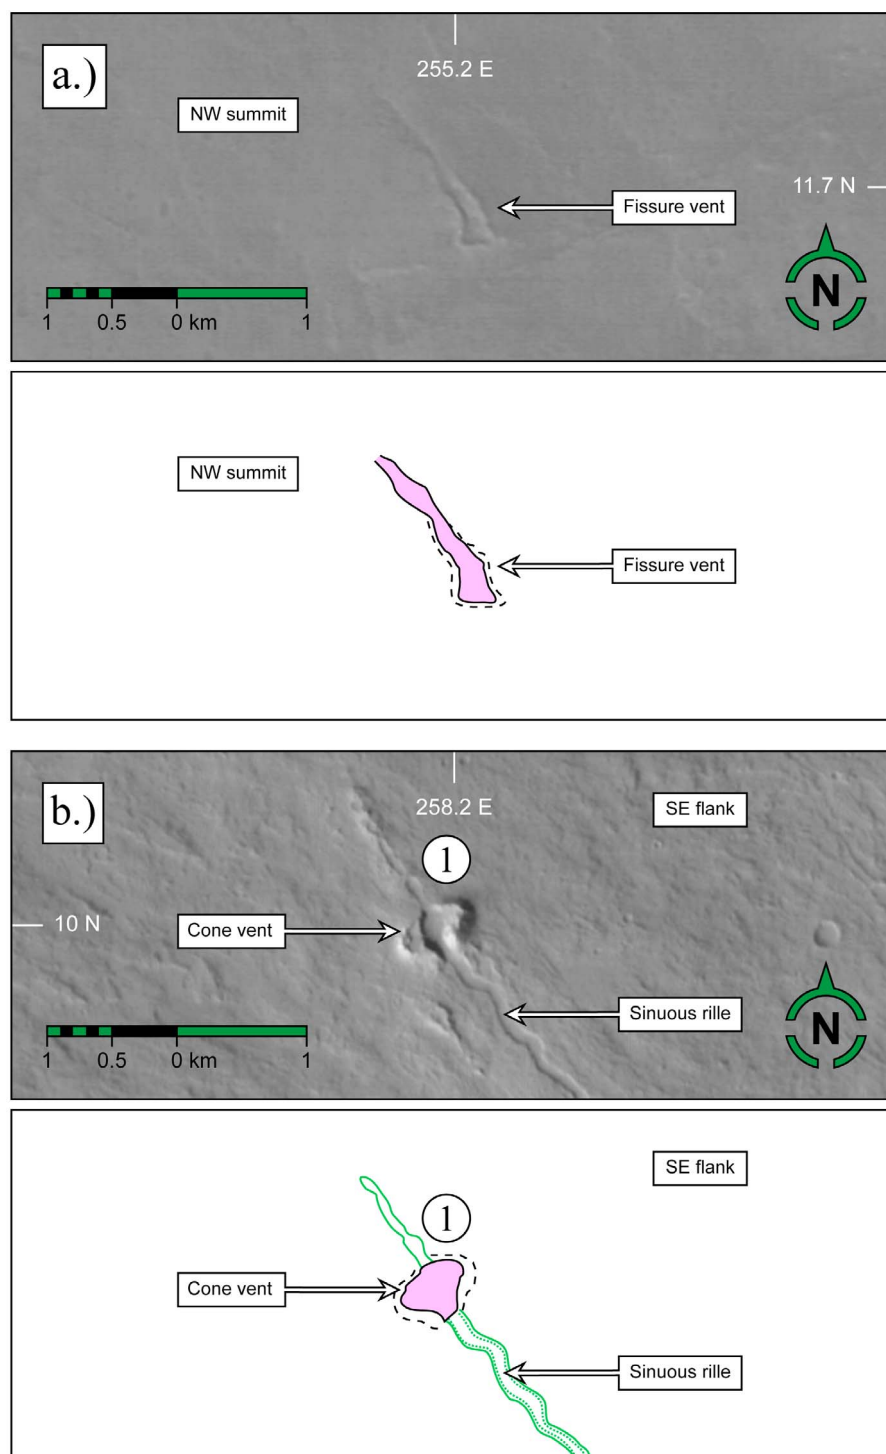 a.)
255.2 E
NW summit
11.7 N
Fissure vent
N
1 0.5 0 km 1
NW summit
Fissure vent
b.)
258.2 E
SE flank
1
10 N
Cone vent
Sinuous rille
N
1 0.5 0 km 1
SE flank
1
Cone vent
Sinuous rille